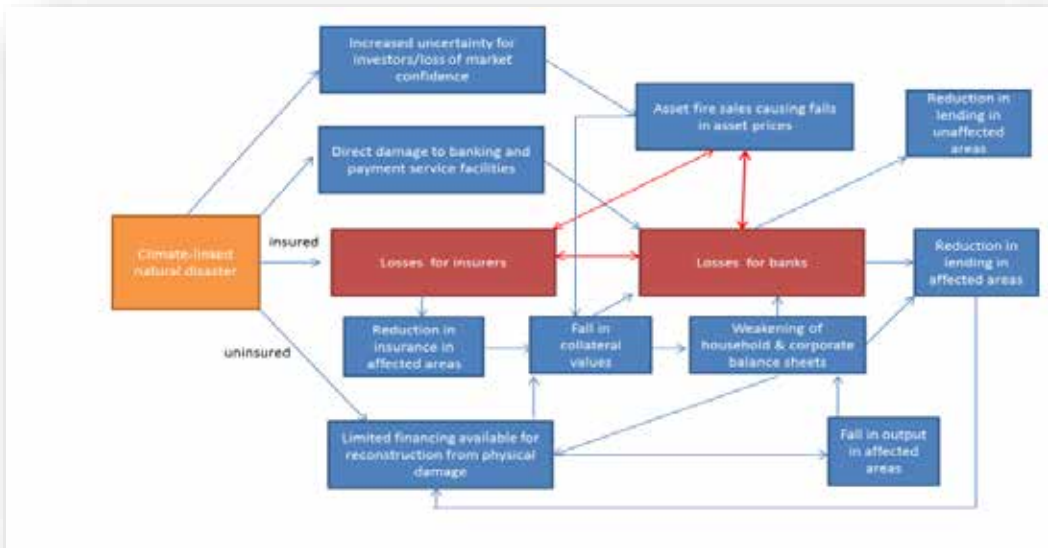 Increased uncertainty for
investors/loss of market
confidence
Asset fire sales causing falls
in asset prices
Reduction in
lending in
unaffected
areas
Direct damage to banking and
payment service facilities
Climate-linked
natural disaster
insured
Losses for insurers
Losses for banks
Reduction in
lending in
affected areas
uninsured
Reduction in
insurance in
affected areas
Fall in
collateral
values
Weakening of
household & corporate
balance sheets
Limited financing available for
reconstruction from physical
damage
Fall in output
in affected
areas